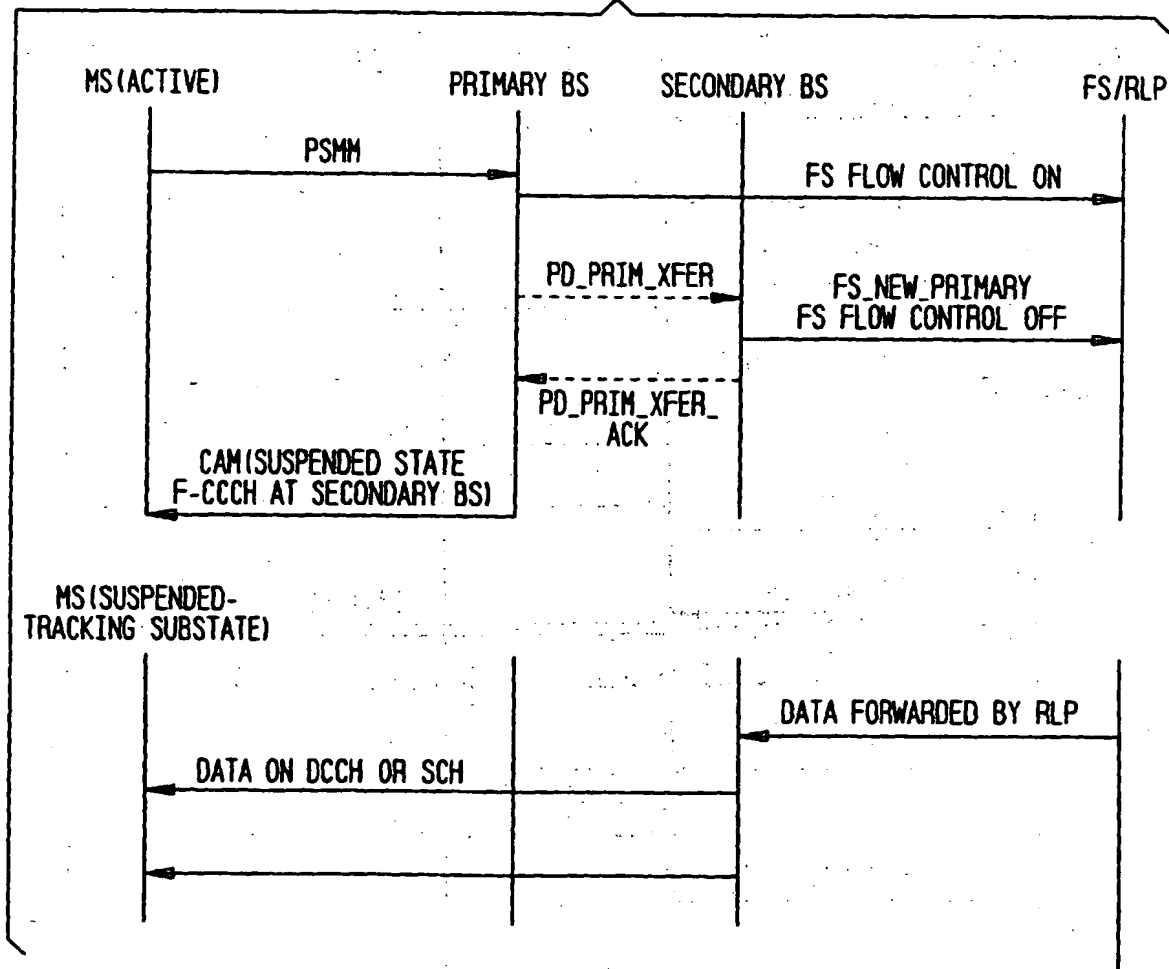 MS(ACTIVE)
PRIMARY BS
SECONDARY BS
FS/RLP
PSMM
FS FLOW CONTROL ON
PD_PRIM_XFER
FS_NEW_PRIMARY
FS FLOW CONTROL OFF
PD_PRIM_XFER_
ACK
CAM(SUSPENDED STATE
F-CCCH AT SECONDARY BS)
MS(SUSPENDED-
TRACKING SUBSTATE)
DATA FORWARDED BY RLP
DATA ON DCCH OR SCH